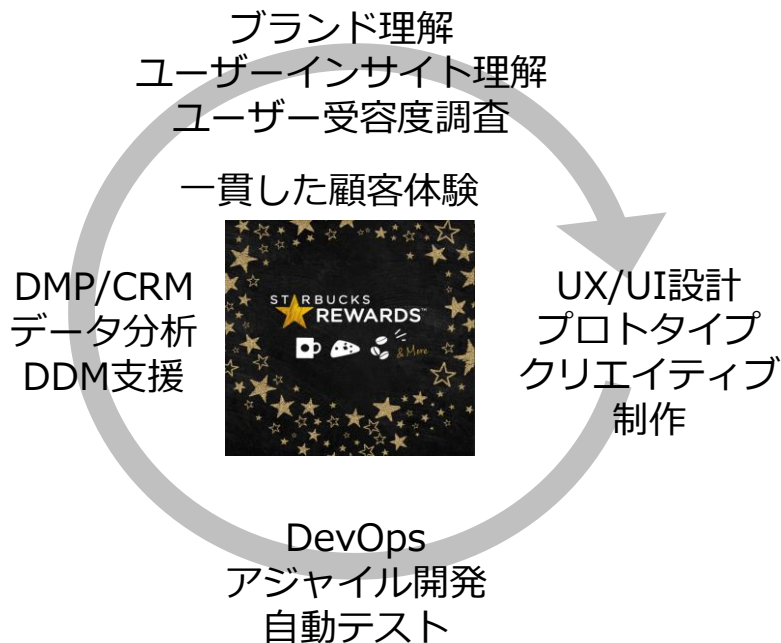 ブランド理解
ユーザーインサイト理解
ユーザー受容度調査
一貫した顧客体験
DMP/CRM
データ分析
DDM支援
STARBUCKS
REWARDS™
& More
UX/UI設計
プロトタイプ
クリエイティブ
制作
DevOps
アジャイル開発
自動テスト